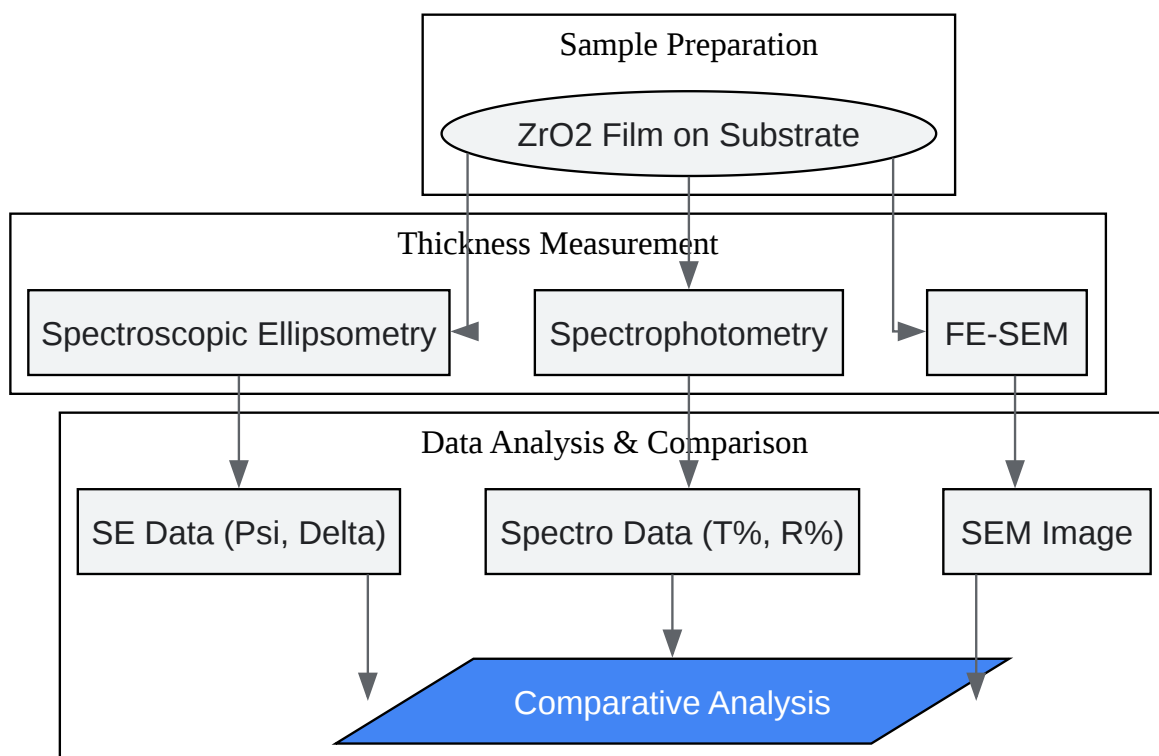 Sample Preparation
ZrO2 Film on Substrate
Thickness Measurement
Spectroscopic Ellipsometry
Spectrophotometry
FE-SEM
Data Analysis & Comparison
SE Data (Psi, Delta)
Spectro Data (T%, R%)
SEM Image
Comparative Analysis